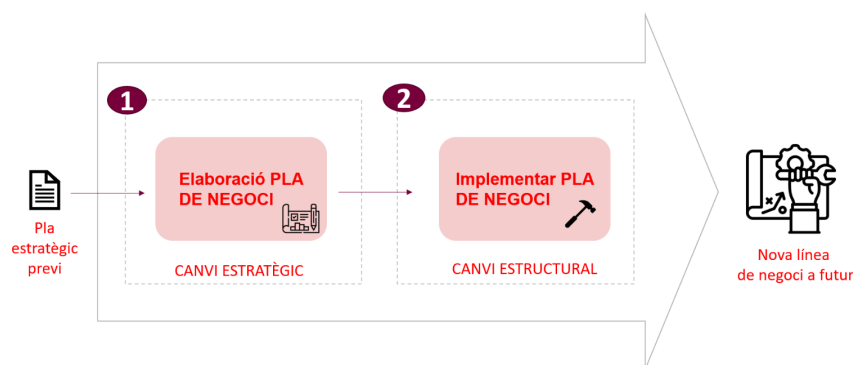 1
2
Pla
estratègic
previ
Elaboració PLA
DE NEGOCI
CANVI ESTRATÈGIC
Implementar PLA
DE NEGOCI
CANVI ESTRUCTURAL
Nova línea
de negoci a futur